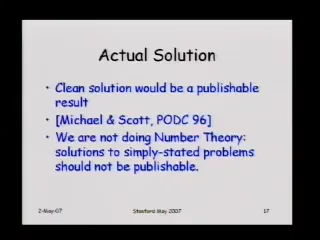 Actual Solution
• Clean solution would be a publishable
result
• [Michael & Scott, PODC 96]
• We are not doing Number Theory:
solutions to simply-stated problems
should not be publishable.
2-May-07
Stanford May 2007
17